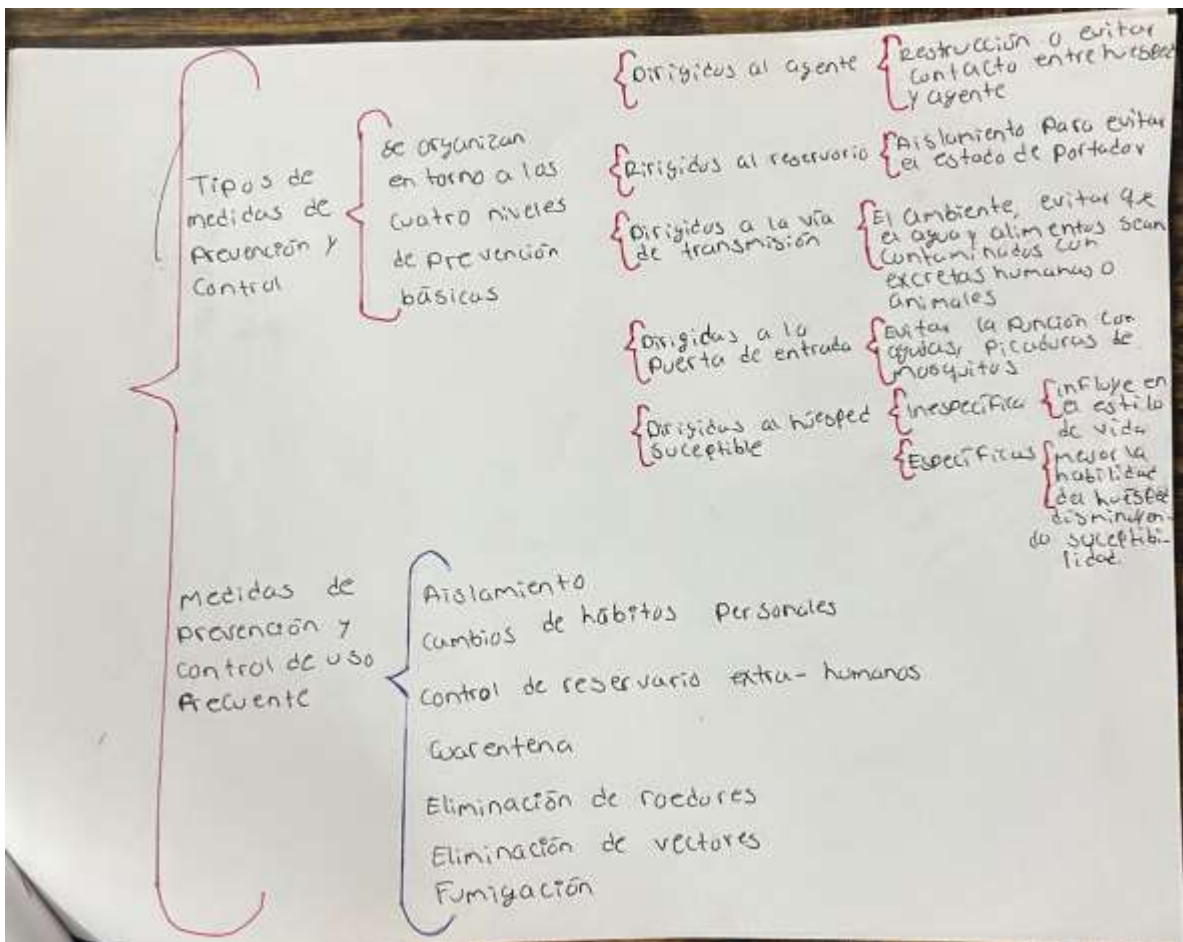 Tipos de
medidas de
Prevención y
Control
se organizan
en torno a los
cuatro niveles
de prevención
básicas
Dirigidos al agente
Restrucción o evitar
contacto entre huesped
y agente
Dirigidos al reservorio
Aislamiento para evitar
el estado de portador
Dirigidos a la vía
de transmisión
El ambiente, evitar qe
el agua y alimentos sean
contaminados con
excretas humanas o
animales
Dirigidas a la
puerta de entrada
Evitar la punción con
agujas, picaduras de
mosquitos
Dirigidas al huésped
suceptible
Inespecífica
influye en
el estilo
de vida
Específicas
mejor la
habilidad
del huésped
disminuyen-
do suceptibi-
lidad.
Medidas de
prevención y
control de uso
frecuente
Aislamiento
Cambios de hábitos personales
Control de reservario extra-humanos
Cuarentena
Eliminación de roedores
Eliminación de vectores
Fumigación